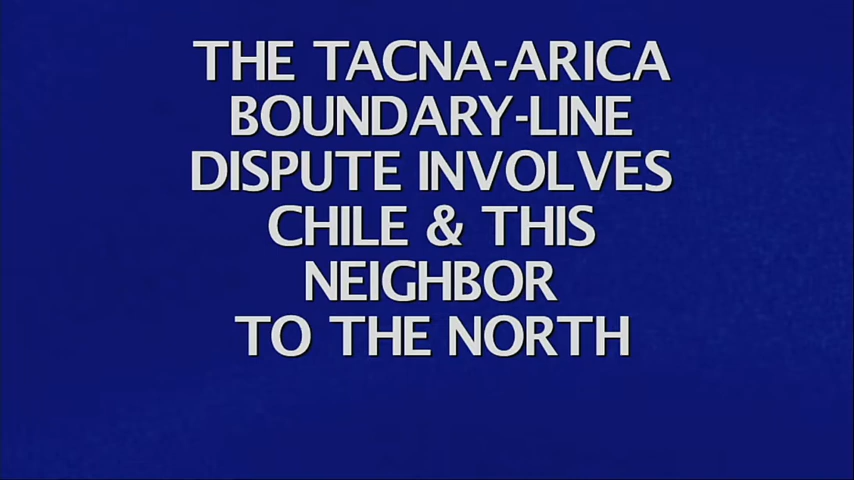 THE TACNA-ARICA
BOUNDARY-LINE
DISPUTE INVOLVES
CHILE & THIS
NEIGHBOR
TO THE NORTH